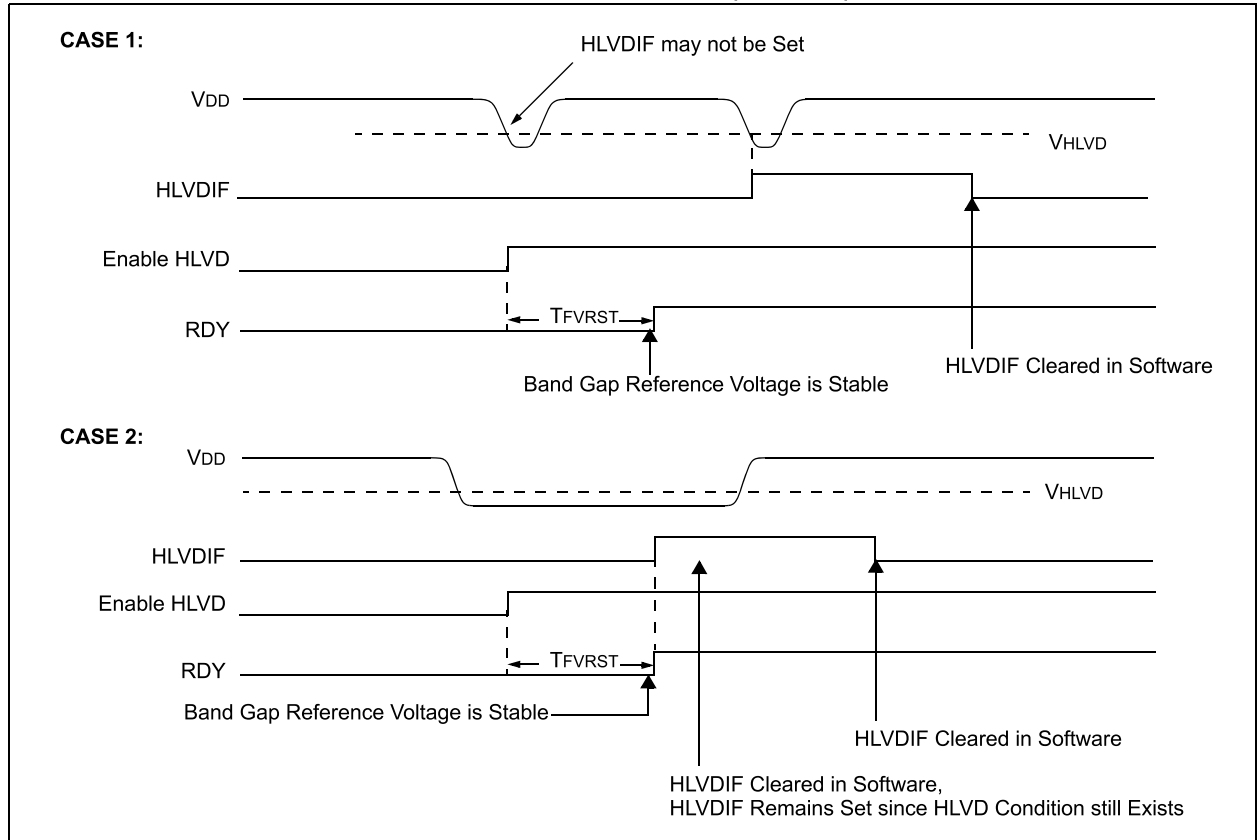 CASE 1:
HLVDIF may not be Set
VDD
VHLVD
HLVDIF
Enable HLVD
TFVRST
RDY
HLVDIF Cleared in Software
Band Gap Reference Voltage is Stable
CASE 2:
VDD
VHLVD
HLVDIF
Enable HLVD
TFVRST
RDY
Band Gap Reference Voltage is Stable
HLVDIF Cleared in Software
HLVDIF Cleared in Software,
HLVDIF Remains Set since HLVD Condition still Exists